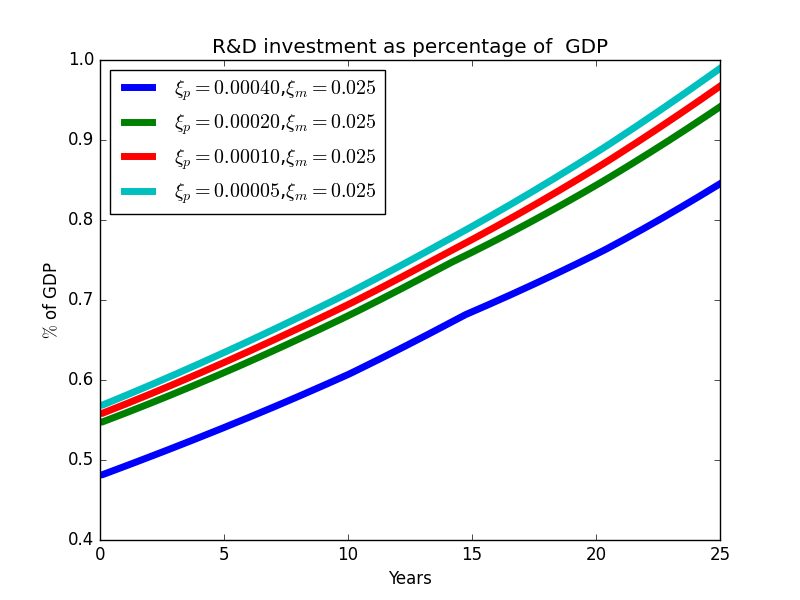 R&D investment as percentage of  GDP
ξₚ = 0.00040,ξₘ = 0.025
ξₚ = 0.00020,ξₘ = 0.025
ξₚ = 0.00010,ξₘ = 0.025
ξₚ = 0.00005,ξₘ = 0.025
% of GDP
1.0
0.9
0.8
0.7
0.6
0.5
0.4
0 5 10 15 20 25
Years